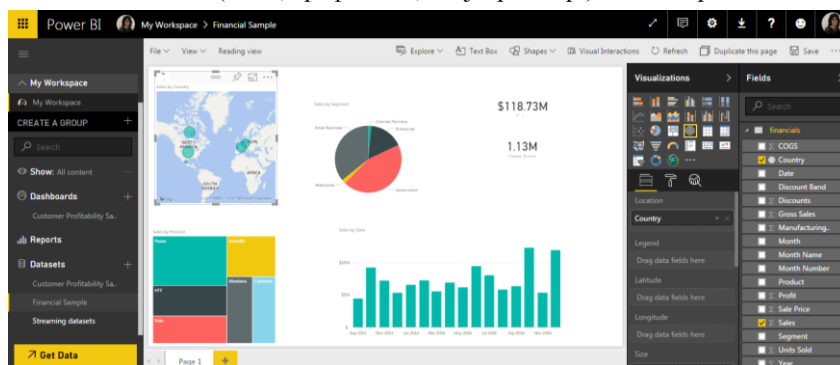 Power BI
My Workspace > Financial Sample
File View Reading view
Explore Text Box Shapes Visual Interactions Refresh Duplicate this page Save
My Workspace
My Workspace
CREATE A GROUP
Search
Show: All content
Dashboards
Customer Profitability Sa..
Reports
Datasets
Customer Profitability Sa..
Financial Sample
Streaming datasets
Get Data
Sales by Country
NORTH AMERICA
SOUTH AMERICA
AFRICA
Sales by Segment
Channel Partners
Enterprise
Small Business
Midmarket
Government
$118.73M
1.13M
Sales by Product
Paseo
VTT
Velo
Amarilla
Montana
Carretera
Sales by Date
$10M
$5M
$0M
Page 1
Visualizations
Location
Country
Legend
Drag data fields here
Latitude
Drag data fields here
Longitude
Drag data fields here
Size
Fields
Search
financials
COGS
Country
Date
Discount Band
Discounts
Gross Sales
Manufacturing..
Month
Month Name
Month Number
Product
Profit
Sale Price
Sales
Segment
Units Sold
Year